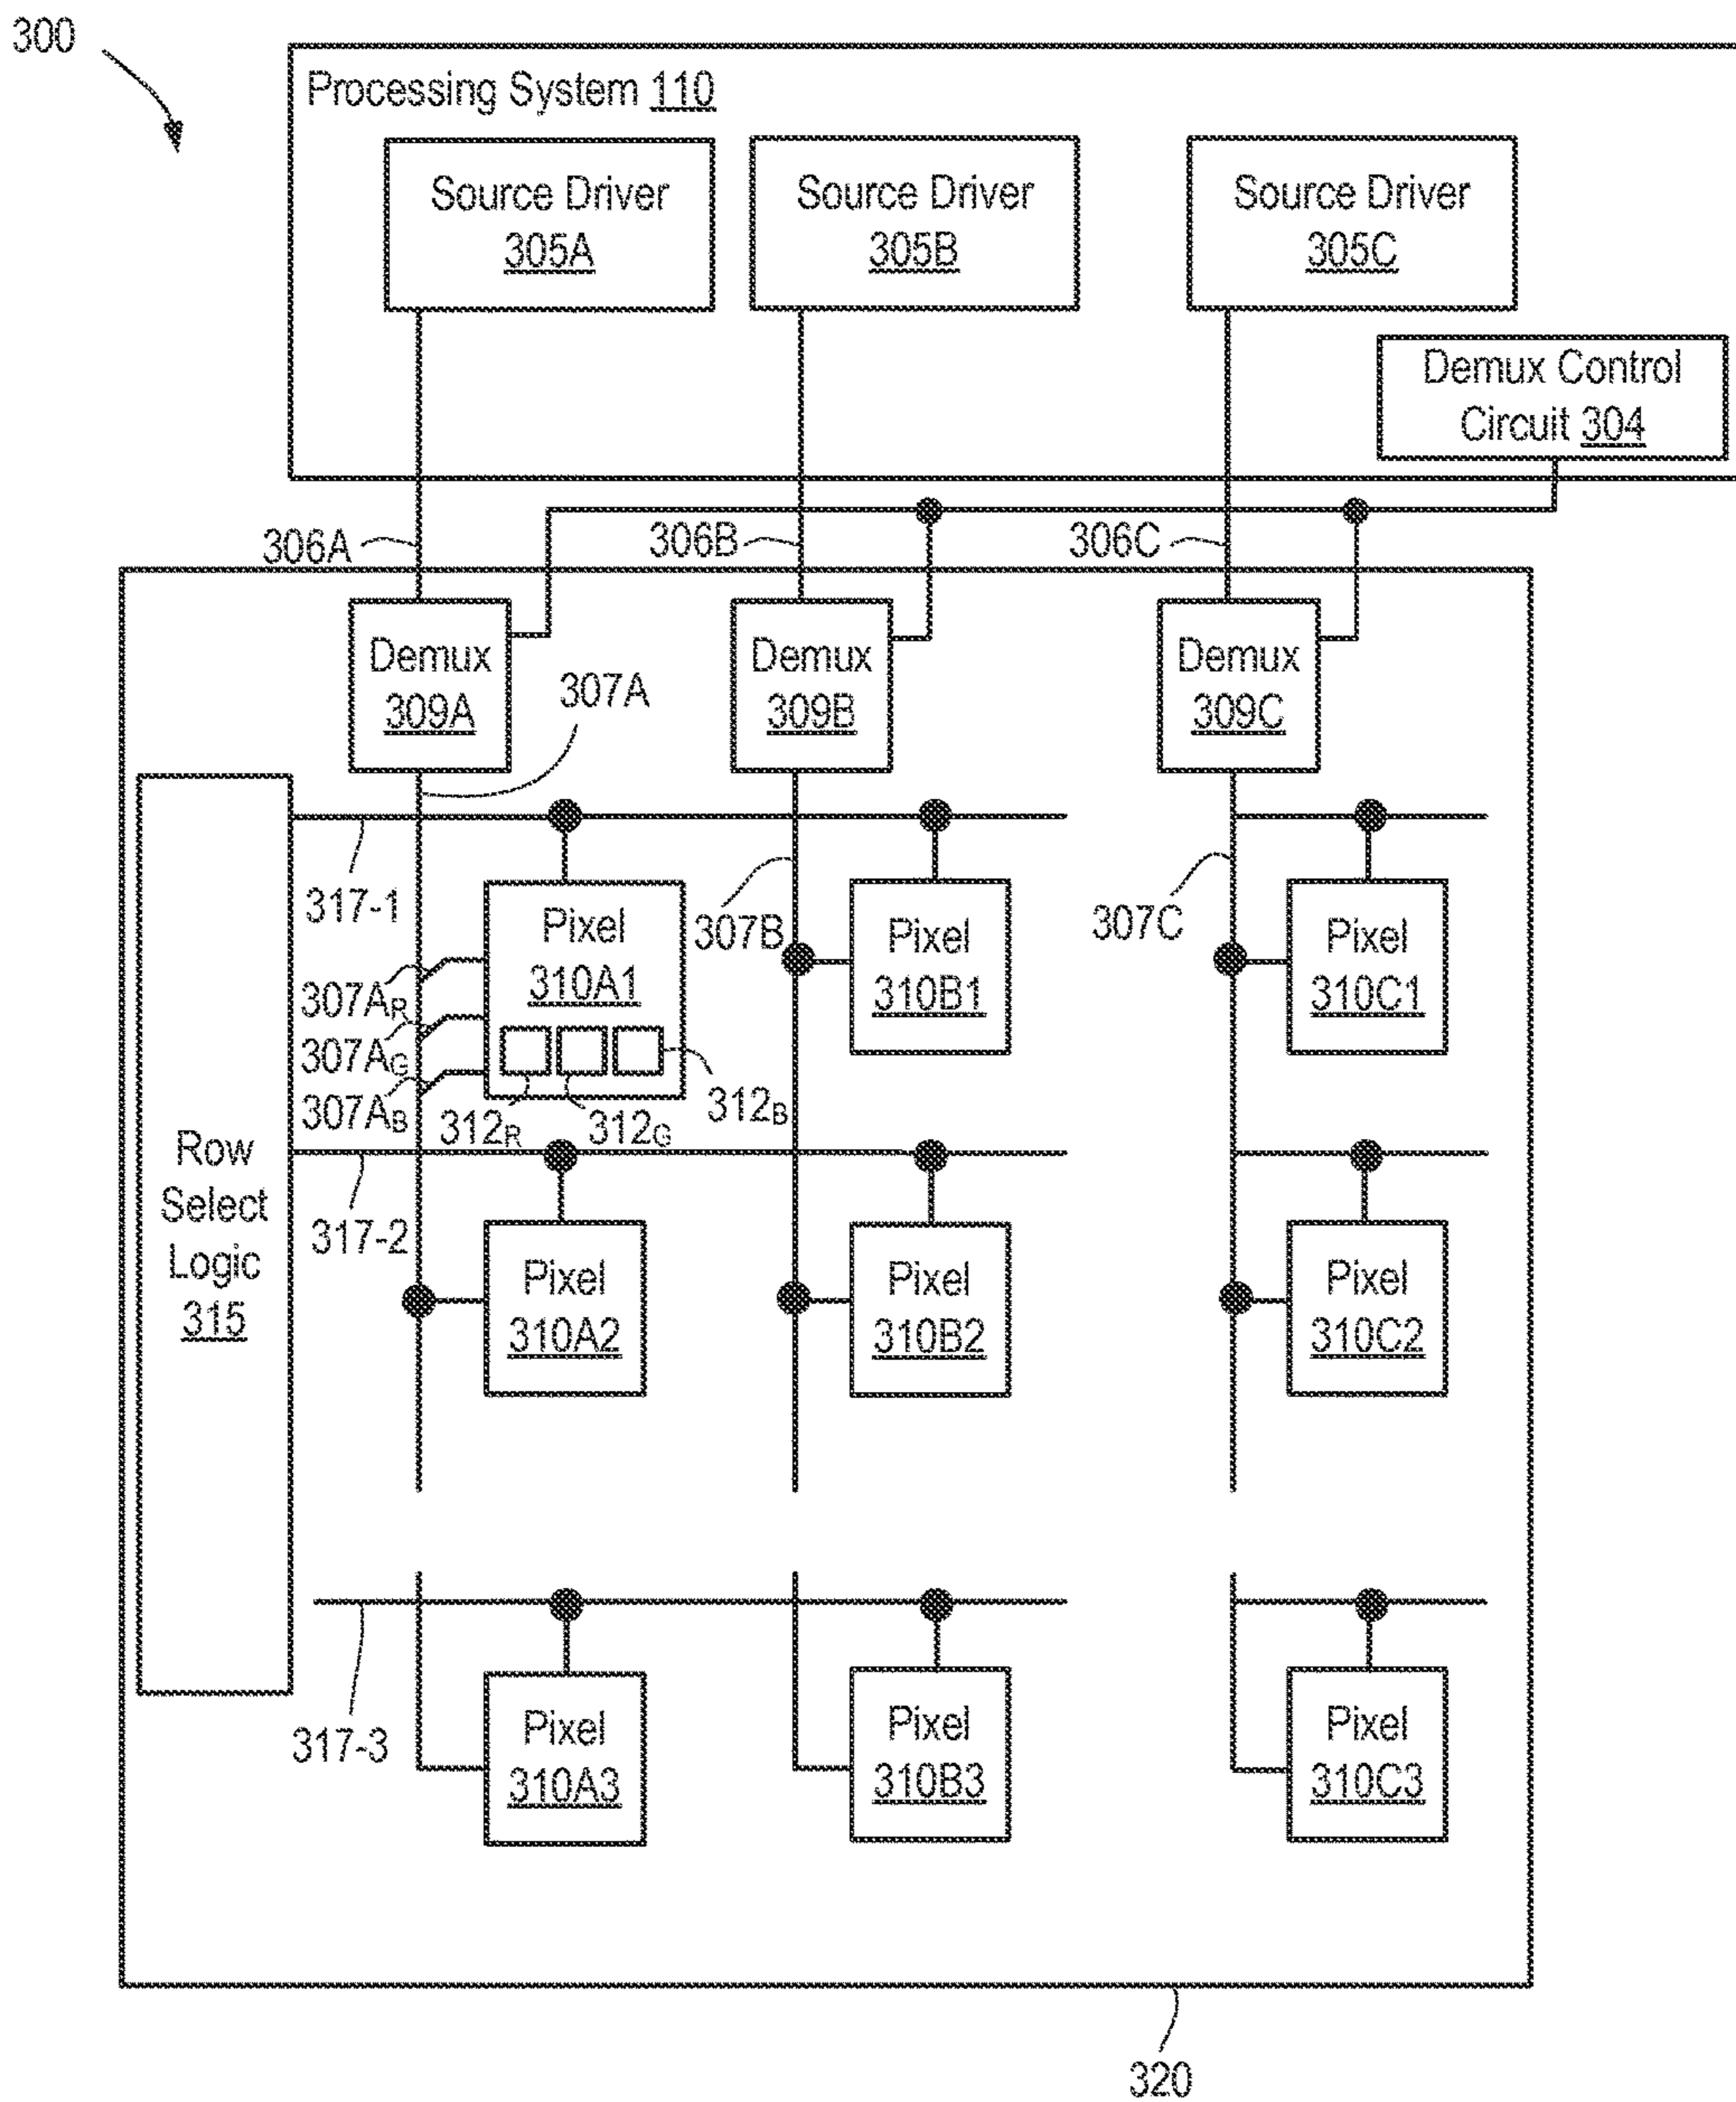 300
Processing System 110
Source Driver
305A
Source Driver
305B
Source Driver
305C
Demux Control
Circuit 304
306A
306B
306C
Demux
309A
Demux
309B
Demux
309C
307A
317-1
Pixel
310A1
307B
Pixel
310B1
307C
Pixel
310C1
307AR
307AG
307AB
312R
312G
312B
Row
Select
Logic
315
317-2
Pixel
310A2
Pixel
310B2
Pixel
310C2
317-3
Pixel
310A3
Pixel
310B3
Pixel
310C3
320